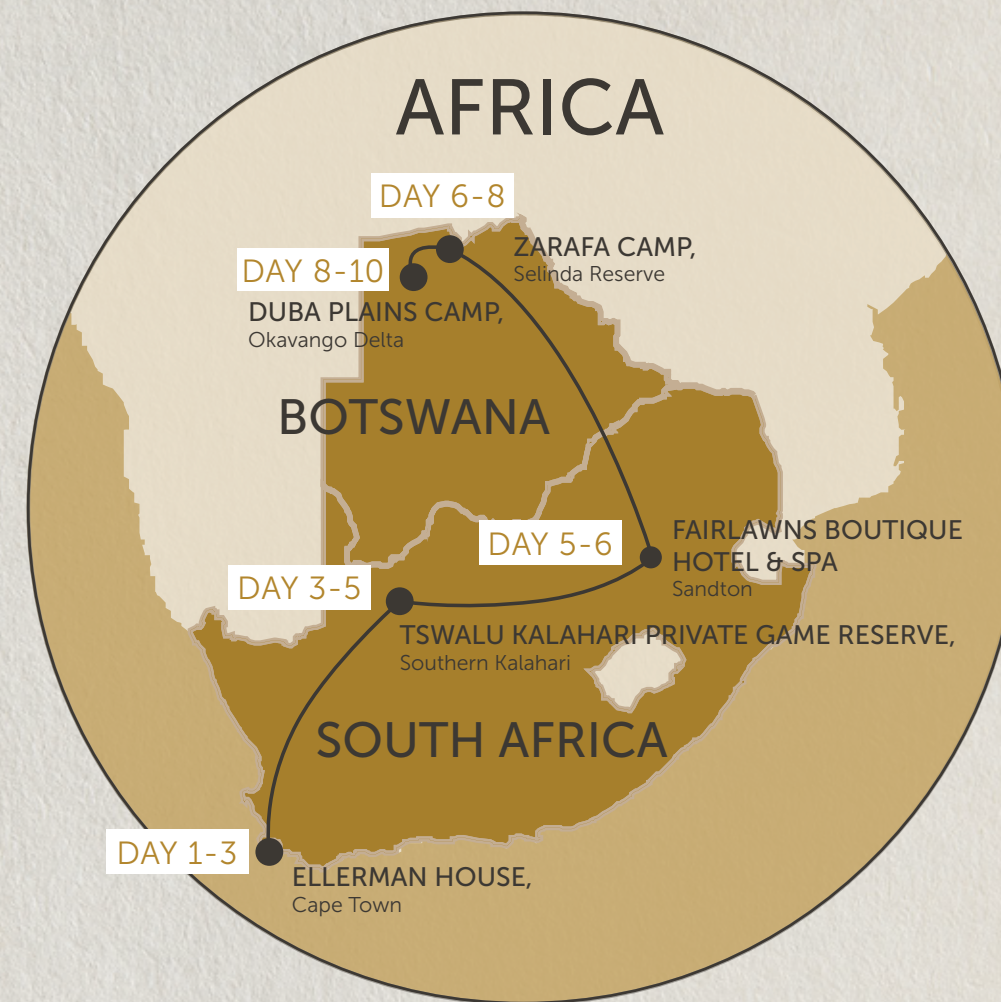 AFRICA
DAY 6-8
ZARAFA CAMP,
Selinda Reserve
DAY 8-10
DUBA PLAINS CAMP,
Okavango Delta
BOTSWANA
DAY 5-6
FAIRLAWNS BOUTIQUE
HOTEL & SPA
Sandton
DAY 3-5
TSWALU KALAHARI PRIVATE GAME RESERVE,
Southern Kalahari
SOUTH AFRICA
DAY 1-3
ELLERMAN HOUSE,
Cape Town